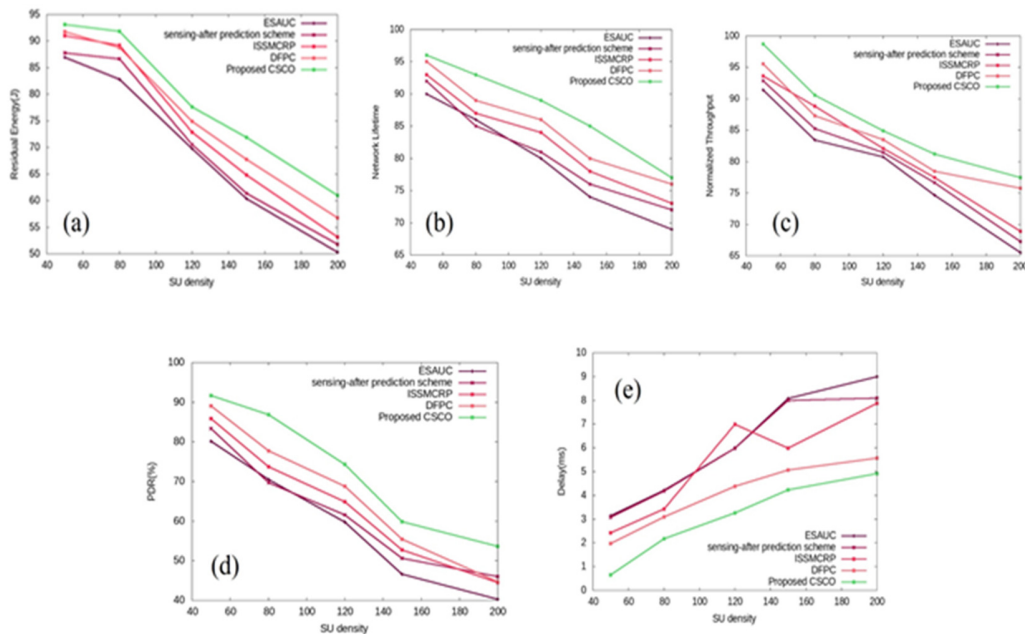 Residual Energy(J)
95
90
85
80
75
70
65
60
55
50
ESAUC
sensing-after prediction scheme
ISSMCRP
DFPC
Proposed CSCO
(a)
40 60 80 100 120 140 160 180 200
SU density
Network Lifetime
100
95
90
85
80
75
70
65
ESAUC
sensing-after prediction scheme
ISSMCRP
DFPC
Proposed CSCO
(b)
40 60 80 100 120 140 160 180 200
SU density
Normalized Throughput
100
95
90
85
80
75
70
65
ESAUC
sensing-after prediction scheme
ISSMCRP
DFPC
Proposed CSCO
(c)
40 60 80 100 120 140 160 180 200
SU density
PDR(%)
100
90
80
70
60
50
40
ESAUC
sensing-after prediction scheme
ISSMCRP
DFPC
Proposed CSCO
(d)
40 60 80 100 120 140 160 180 200
SU density
Delay(ms)
10
9
8
7
6
5
4
3
2
1
0
(e)
ESAUC
sensing-after prediction scheme
ISSMCRP
DFPC
Proposed CSCO
40 60 80 100 120 140 160 180 200
SU density